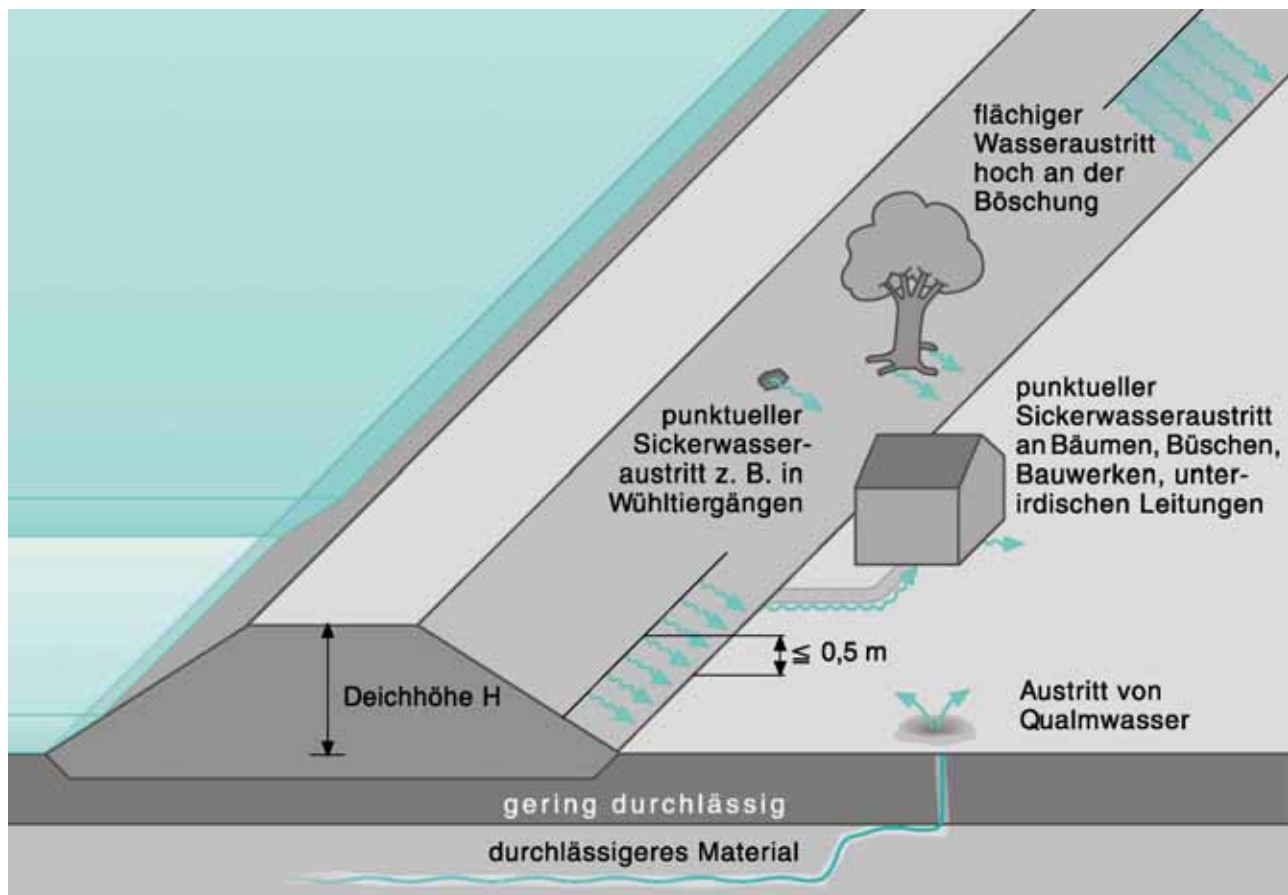 flächiger
Wasseraustritt
hoch an der
Böschung
punktueller
Sickerwasser-
austritt z. B. in
Wühltiergängen
punktueller
Sickerwasseraustritt
an Bäumen, Büschen,
Bauwerken, unter-
irdischen Leitungen
≦ 0,5 m
Deichhöhe H
Austritt von
Qualmwasser
gering durchlässig
durchlässigeres Material